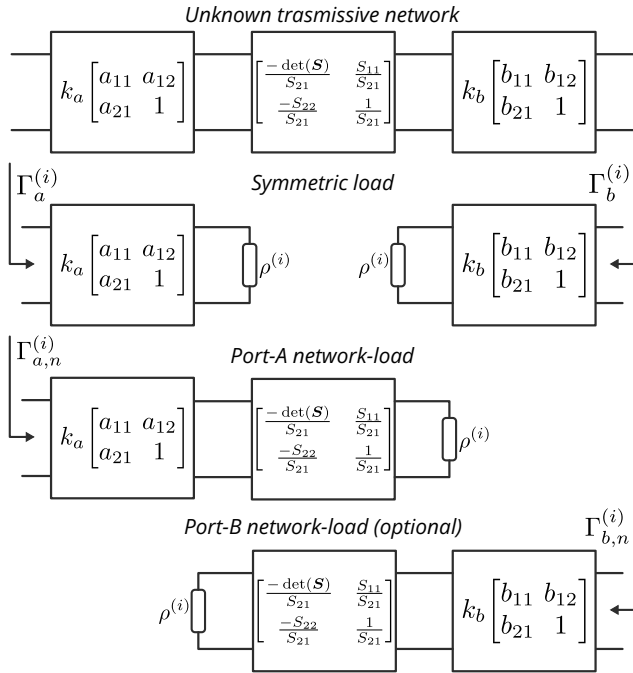 Unknown trasmissive network
k_a [a_11 a_12; a_21 1] [−det(S)/S_21 S_11/S_21; −S_22/S_21 1/S_21] k_b [b_11 b_12; b_21 1]
Γ_a^(i) Symmetric load Γ_b^(i)
k_a [a_11 a_12; a_21 1] ρ^(i) ρ^(i) k_b [b_11 b_12; b_21 1]
Γ_a,n^(i) Port-A network-load
k_a [a_11 a_12; a_21 1] [−det(S)/S_21 S_11/S_21; −S_22/S_21 1/S_21] ρ^(i)
Port-B network-load (optional) Γ_b,n^(i)
ρ^(i) [−det(S)/S_21 S_11/S_21; −S_22/S_21 1/S_21] k_b [b_11 b_12; b_21 1]